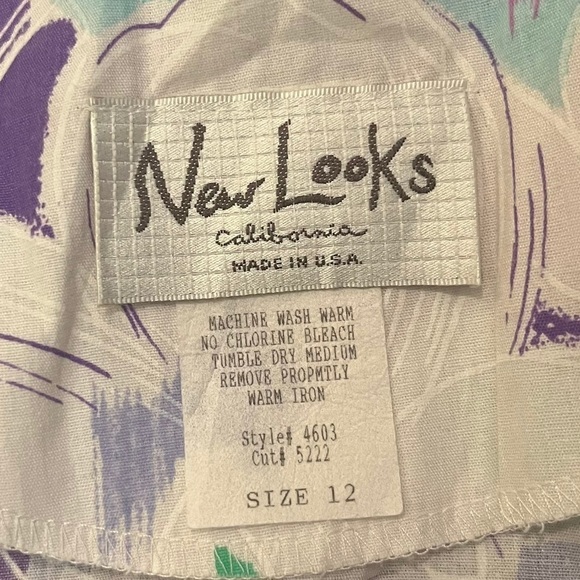 New Looks
California
MADE IN U.S.A.
MACHINE WASH WARM
NO CHLORINE BLEACH
TUMBLE DRY MEDIUM
REMOVE PROPMTLY
WARM IRON
Style# 4603
Cut# 5222
SIZE 12